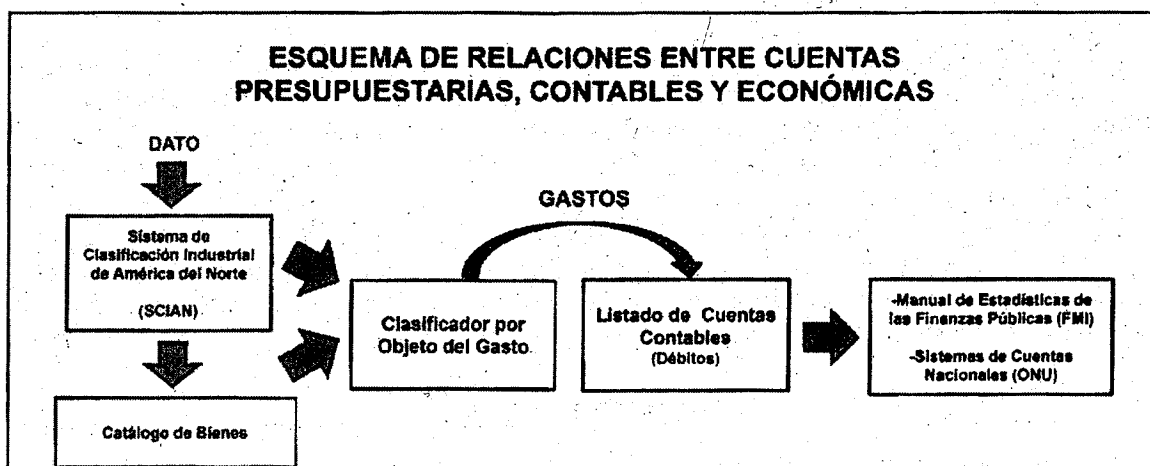 ESQUEMA DE RELACIONES ENTRE CUENTAS
PRESUPUESTARIAS, CONTABLES Y ECONÓMICAS
DATO
Sistema de
Clasificación Industrial
de América del Norte
(SCIAN)
Catálogo de Bienes
GASTOS
Clasificador por
Objeto del Gasto
Listado de Cuentas
Contables
(Débitos)
-Manual de Estadísticas de
las Finanzas Públicas (FMI)
-Sistemas de Cuentas
Nacionales (ONU)